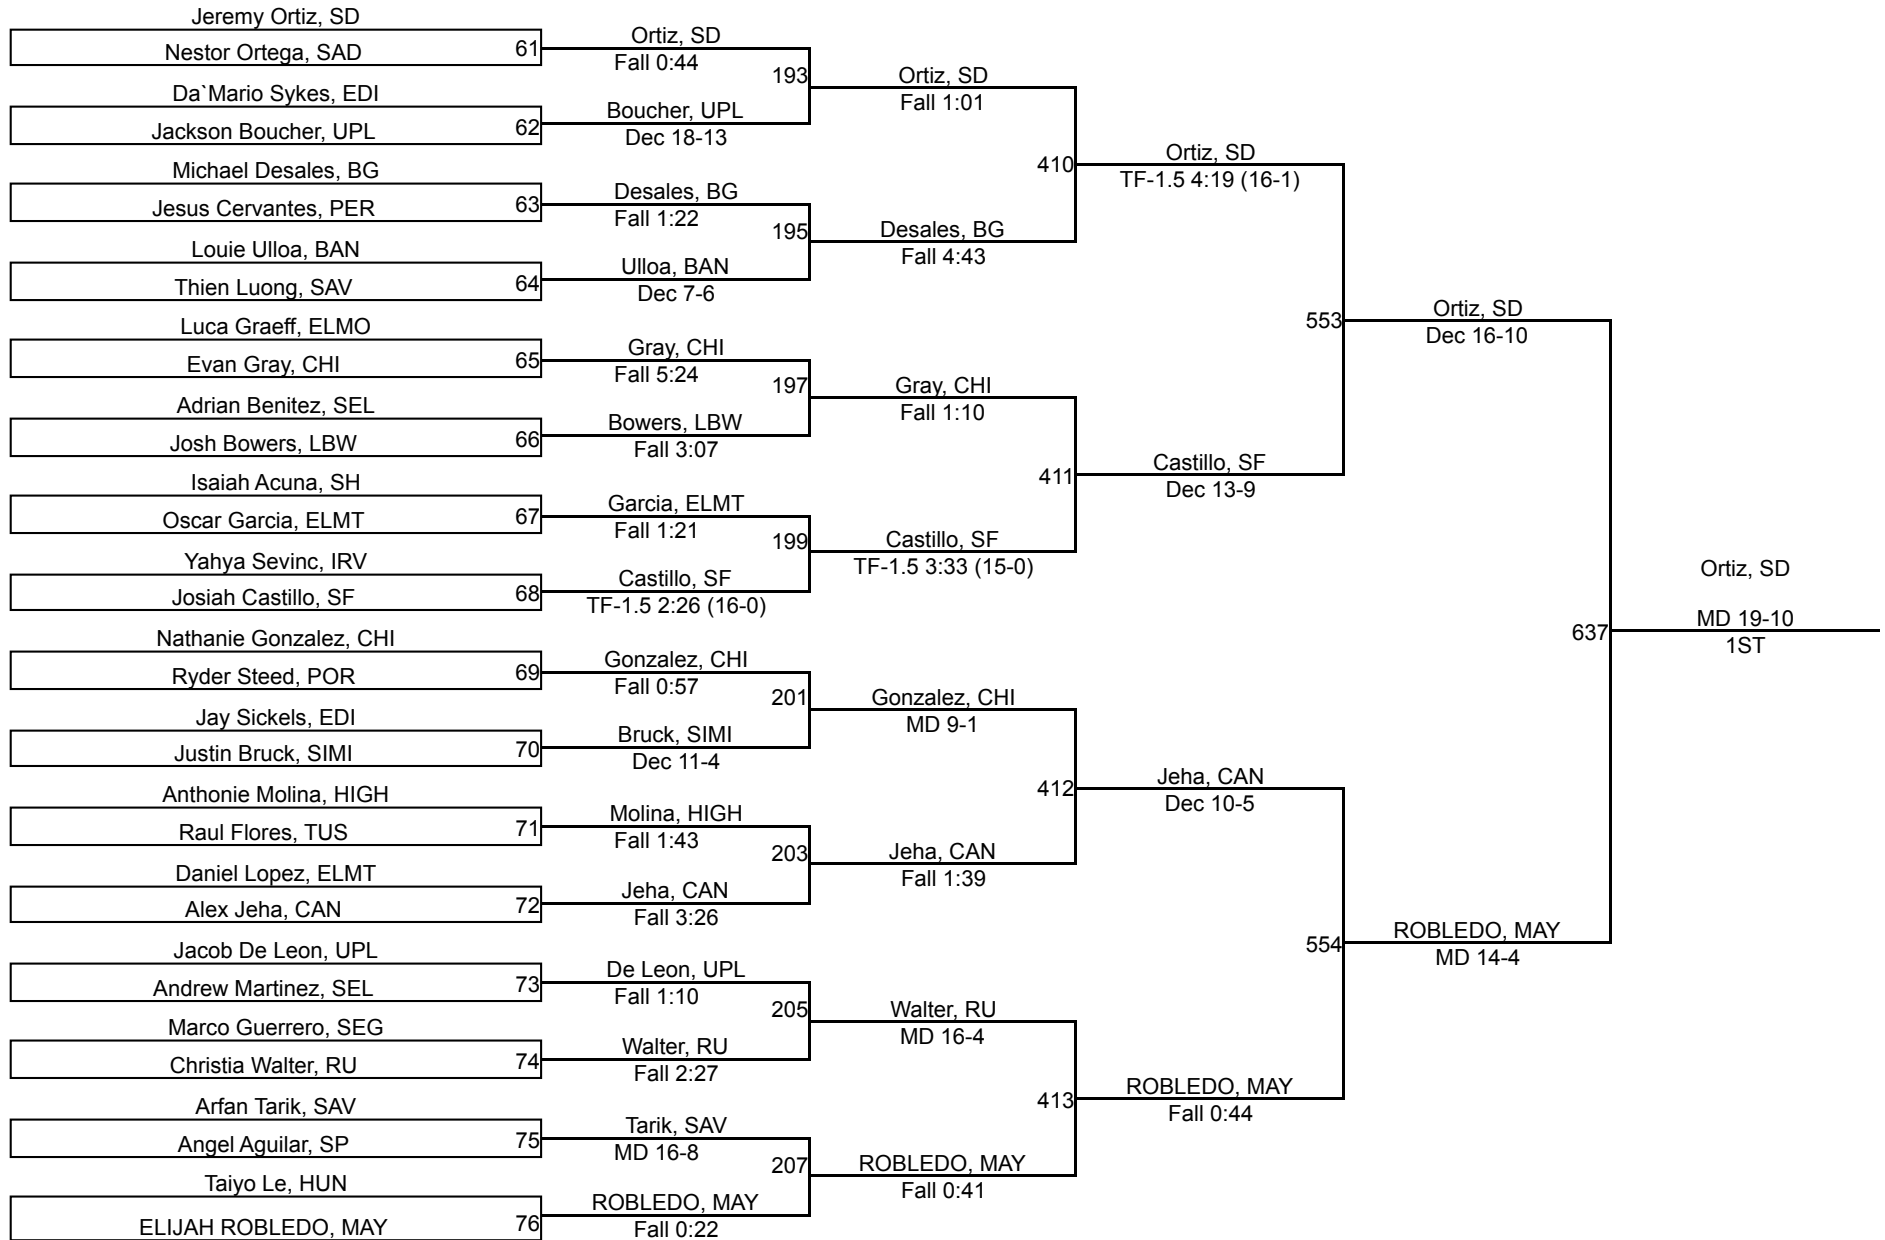 Jeremy Ortiz, SD
Nestor Ortega, SAD
61
Da`Mario Sykes, EDI
Jackson Boucher, UPL
62
Michael Desales, BG
Jesus Cervantes, PER
63
Louie Ulloa, BAN
Thien Luong, SAV
64
Luca Graeff, ELMO
Evan Gray, CHI
65
Adrian Benitez, SEL
Josh Bowers, LBW
66
Isaiah Acuna, SH
Oscar Garcia, ELMT
67
Yahya Sevinc, IRV
Josiah Castillo, SF
68
Nathanie Gonzalez, CHI
Ryder Steed, POR
69
Jay Sickels, EDI
Justin Bruck, SIMI
70
Anthonie Molina, HIGH
Raul Flores, TUS
71
Daniel Lopez, ELMT
Alex Jeha, CAN
72
Jacob De Leon, UPL
Andrew Martinez, SEL
73
Marco Guerrero, SEG
Christia Walter, RU
74
Arfan Tarik, SAV
Angel Aguilar, SP
75
Taiyo Le, HUN
ELIJAH ROBLEDO, MAY
76
Ortiz, SD
Fall 0:44
193
Boucher, UPL
Dec 18-13
Desales, BG
Fall 1:22
195
Ulloa, BAN
Dec 7-6
Gray, CHI
Fall 5:24
197
Bowers, LBW
Fall 3:07
Garcia, ELMT
Fall 1:21
199
Castillo, SF
TF-1.5 2:26 (16-0)
Gonzalez, CHI
Fall 0:57
201
Bruck, SIMI
Dec 11-4
Molina, HIGH
Fall 1:43
203
Jeha, CAN
Fall 3:26
De Leon, UPL
Fall 1:10
205
Walter, RU
Fall 2:27
Tarik, SAV
MD 16-8
207
ROBLEDO, MAY
Fall 0:22
Ortiz, SD
Fall 1:01
410
Desales, BG
Fall 4:43
Gray, CHI
Fall 1:10
411
Castillo, SF
TF-1.5 3:33 (15-0)
Gonzalez, CHI
MD 9-1
412
Jeha, CAN
Fall 1:39
Walter, RU
MD 16-4
413
ROBLEDO, MAY
Fall 0:41
Ortiz, SD
TF-1.5 4:19 (16-1)
553
Castillo, SF
Dec 13-9
Jeha, CAN
Dec 10-5
554
ROBLEDO, MAY
Fall 0:44
Ortiz, SD
Dec 16-10
637
ROBLEDO, MAY
MD 14-4
Ortiz, SD
MD 19-10
1ST